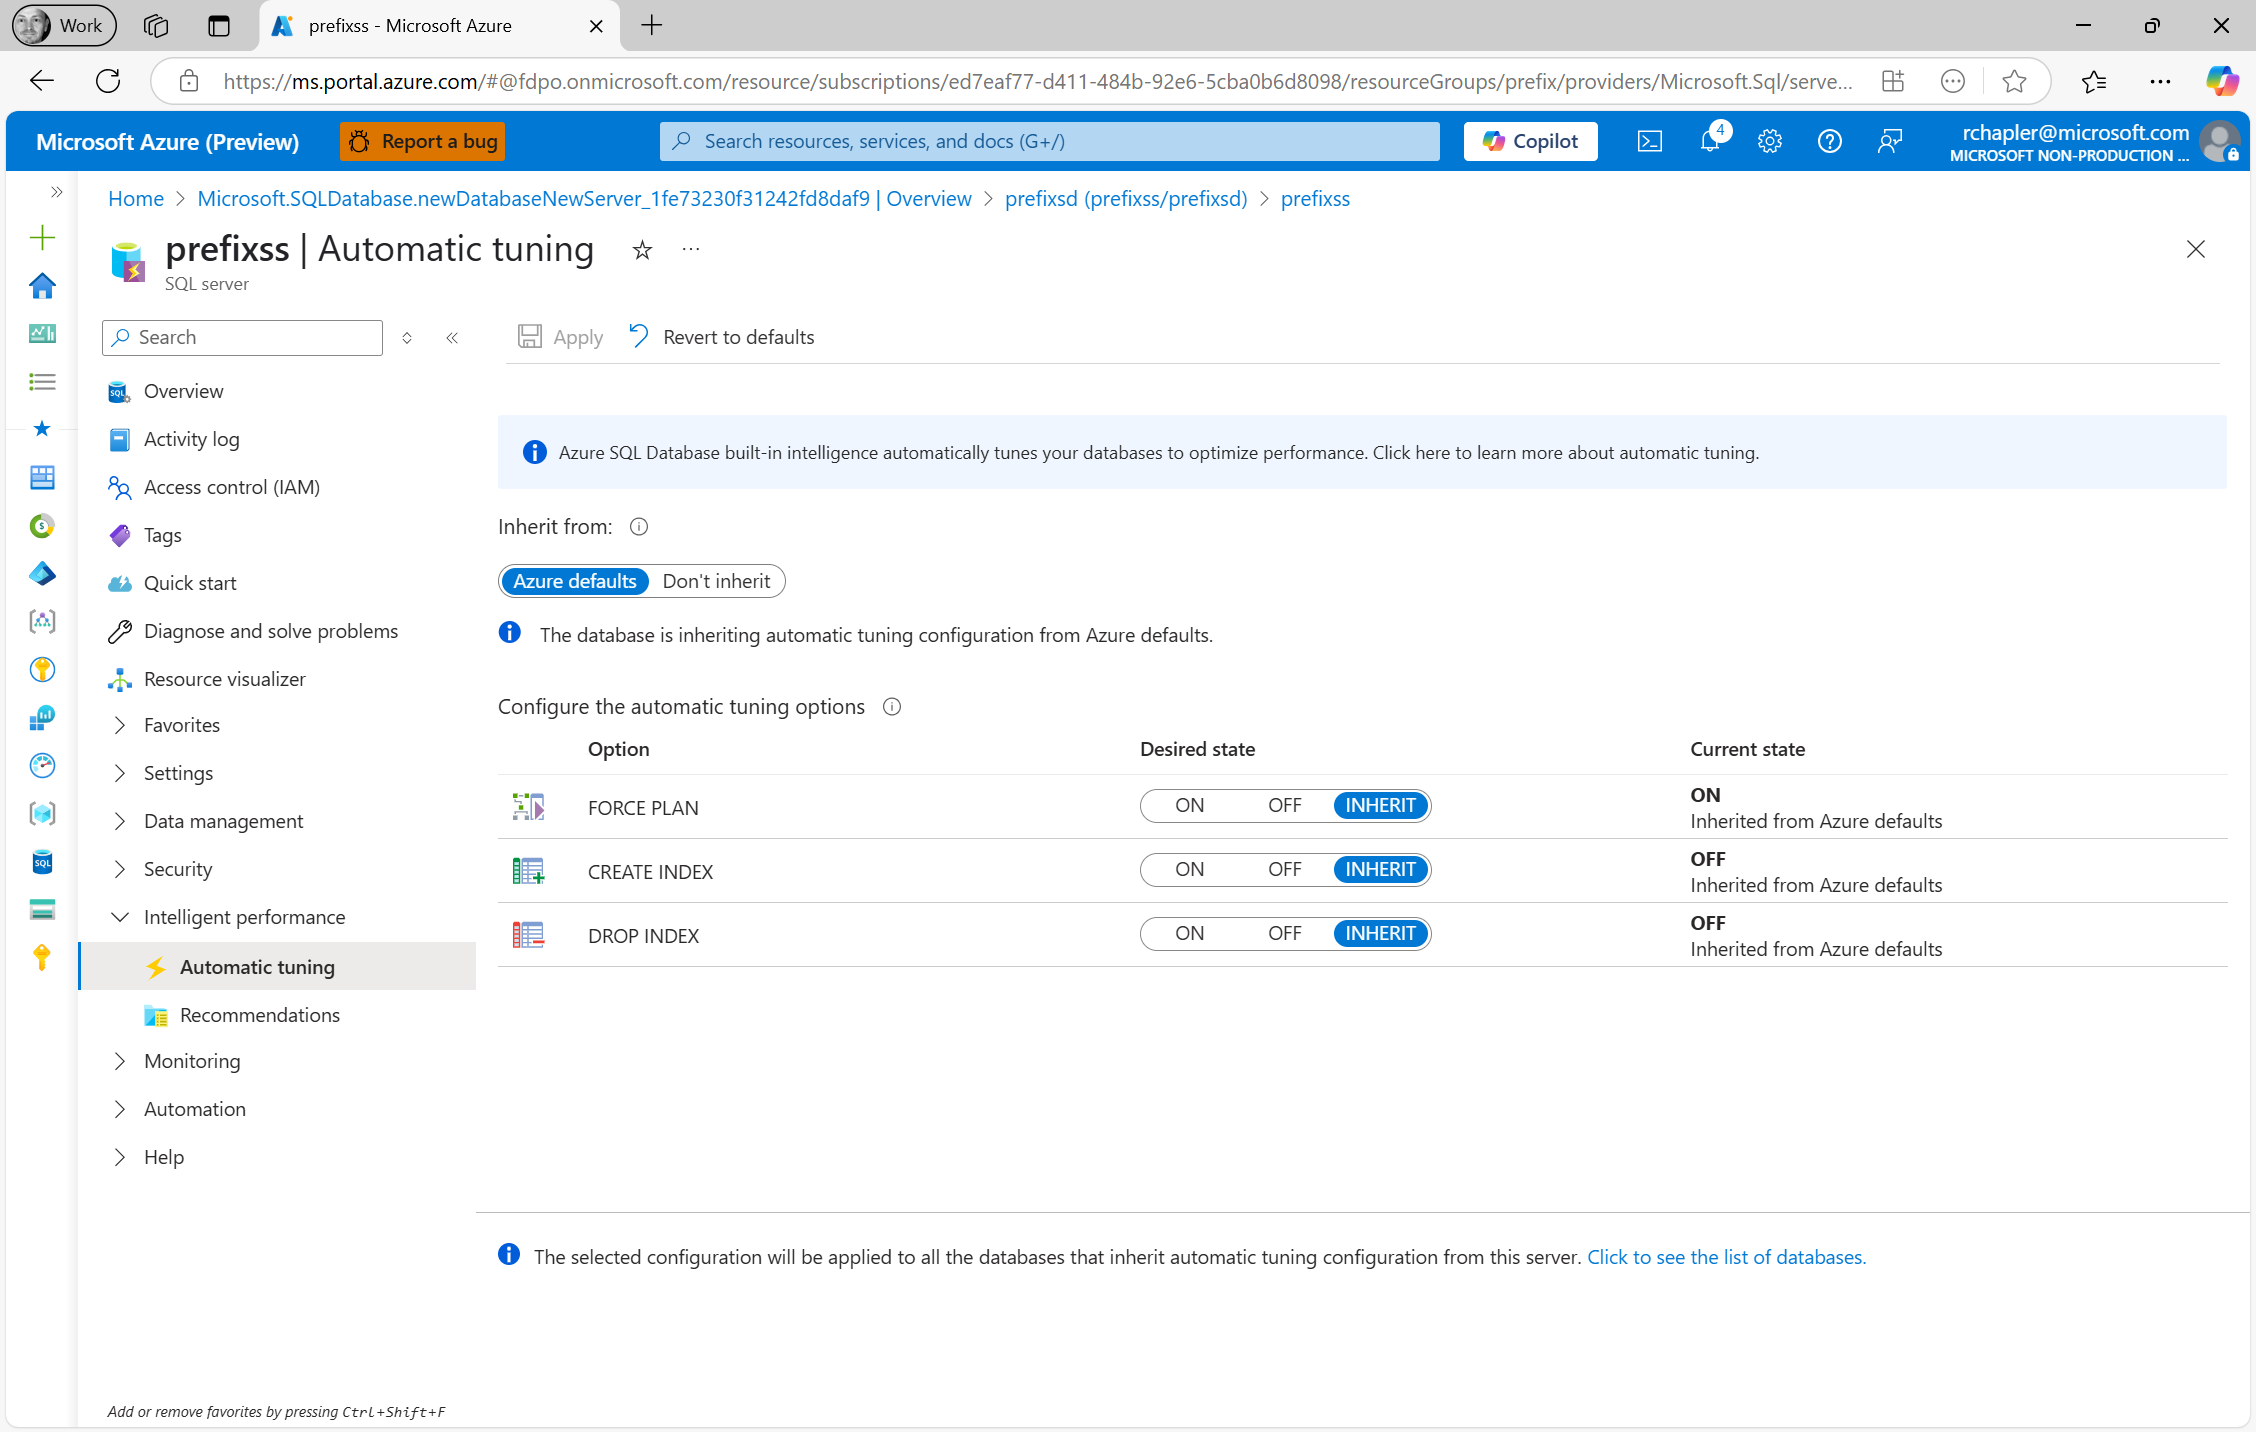 Work
prefixss - Microsoft Azure
https://ms.portal.azure.com/#@fdpo.onmicrosoft.com/resource/subscriptions/ed7eaf77-d411-484b-92e6-5cba0b6d8098/resourceGroups/prefix/providers/Microsoft.Sql/serve...
Microsoft Azure (Preview)
Report a bug
Search resources, services, and docs (G+/)
Copilot
4
rchapler@microsoft.com
MICROSOFT NON-PRODUCTION ...
Home > Microsoft.SQLDatabase.newDatabaseNewServer_1fe73230f31242fd8daf9 | Overview > prefixsd (prefixss/prefixsd) > prefixss
prefixss | Automatic tuning
SQL server
Search
Apply
Revert to defaults
Overview
Activity log
Access control (IAM)
Tags
Quick start
Diagnose and solve problems
Resource visualizer
Favorites
Settings
Data management
Security
Intelligent performance
Automatic tuning
Recommendations
Monitoring
Automation
Help
Add or remove favorites by pressing Ctrl+Shift+F
Azure SQL Database built-in intelligence automatically tunes your databases to optimize performance. Click here to learn more about automatic tuning.
Inherit from:
Azure defaults Don't inherit
The database is inheriting automatic tuning configuration from Azure defaults.
Configure the automatic tuning options
Option Desired state Current state
FORCE PLAN ON OFF INHERIT ON
Inherited from Azure defaults
CREATE INDEX ON OFF INHERIT OFF
Inherited from Azure defaults
DROP INDEX ON OFF INHERIT OFF
Inherited from Azure defaults
The selected configuration will be applied to all the databases that inherit automatic tuning configuration from this server. Click to see the list of databases.